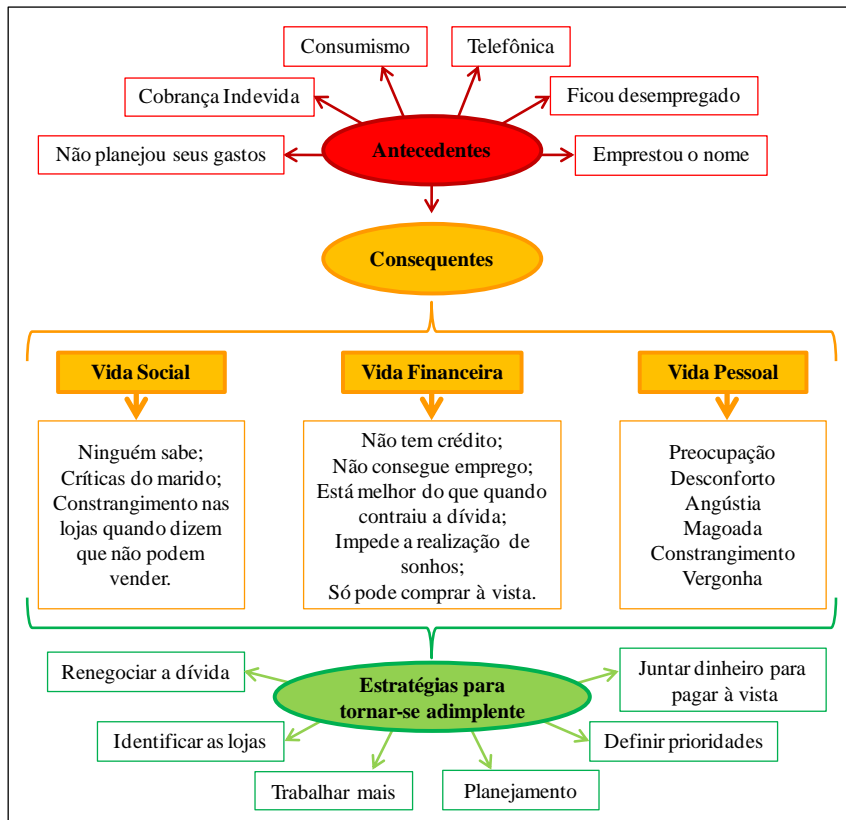 Consumismo
Telefônica
Cobrança Indevida
Ficou desempregado
Não planejou seus gastos
Antecedentes
Emprestou o nome
Consequentes
Vida Social
Vida Financeira
Vida Pessoal
Ninguém sabe;
Críticas do marido;
Constrangimento nas
lojas quando dizem
que não podem
vender.
Não tem crédito;
Não consegue emprego;
Está melhor do que quando
contraiu a dívida;
Impede a realização de
sonhos;
Só pode comprar à vista.
Preocupação
Desconforto
Angústia
Magoada
Constrangimento
Vergonha
Renegociar a dívida
Estratégias para
tornar-se adimplente
Juntar dinheiro para
pagar à vista
Identificar as lojas
Definir prioridades
Trabalhar mais
Planejamento